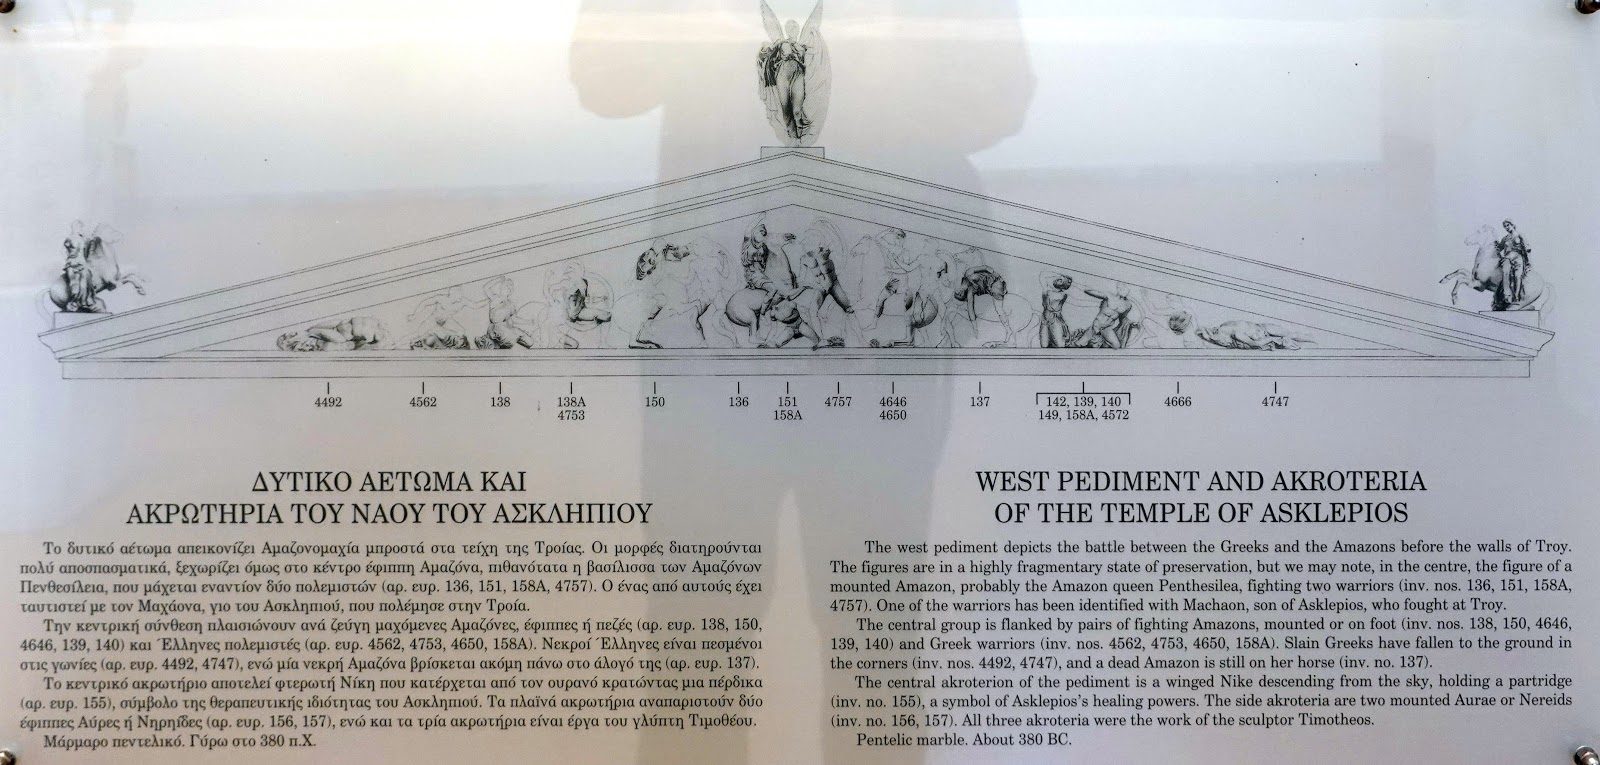 4492
4562
138
138A
4753
150
136
151
158A
4757
4646
4650
137
142, 139, 140
149, 158A, 4572
4666
4747
ΔΥΤΙΚΟ ΑΕΤΩΜΑ ΚΑΙ
ΑΚΡΩΤΗΡΙΑ ΤΟΥ ΝΑΟΥ ΤΟΥ ΑΣΚΛΗΠΙΟΥ
Το δυτικό αέτωμα απεικονίζει Αμαζονομαχία μπροστά στα τείχη της Τροίας. Οι μορφές διατηρούνται
πολύ αποσπασματικά, ξεχωρίζει όμως στο κέντρο έφιππη Αμαζόνα, πιθανότατα η βασίλισσα των Αμαζόνων
Πενθεσίλεια, που μάχεται εναντίον δύο πολεμιστών (αρ. ευρ. 136, 151, 158Α, 4757). Ο ένας από αυτούς έχει
ταυτιστεί με τον Μαχάονα, γιο του Ασκληπιού, που πολέμησε στην Τροία.
Την κεντρική σύνθεση πλαισιώνουν ανά ζεύγη μαχόμενες Αμαζόνες, έφιππες ή πεζές (αρ. ευρ. 138, 150,
4646, 139, 140) και Έλληνες πολεμιστές (αρ. ευρ. 4562, 4753, 4650, 158Α). Νεκροί Έλληνες είναι πεσμένοι
στις γωνίες (αρ. ευρ. 4492, 4747), ενώ μία νεκρή Αμαζόνα βρίσκεται ακόμη πάνω στο άλογό της (αρ. ευρ. 137).
Το κεντρικό ακρωτήριο αποτελεί φτερωτή Νίκη που κατέρχεται από τον ουρανό κρατώντας μια πέρδικα
(αρ. ευρ. 155), σύμβολο της θεραπευτικής ιδιότητας του Ασκληπιού. Τα πλαϊνά ακρωτήρια αναπαριστούν δύο
έφιππες Αύρες ή Νηρηίδες (αρ. ευρ. 156, 157), ενώ και τα τρία ακρωτήρια είναι έργα του γλύπτη Τιμοθέου.
Μάρμαρο πεντελικό. Γύρω στο 380 π.Χ.
WEST PEDIMENT AND AKROTERIA
OF THE TEMPLE OF ASKLEPIOS
The west pediment depicts the battle between the Greeks and the Amazons before the walls of Troy.
The figures are in a highly fragmentary state of preservation, but we may note, in the centre, the figure of a
mounted Amazon, probably the Amazon queen Penthesilea, fighting two warriors (inv. nos. 136, 151, 158A,
4757). One of the warriors has been identified with Machaon, son of Asklepios, who fought at Troy.
The central group is flanked by pairs of fighting Amazons, mounted or on foot (inv. nos. 138, 150, 4646,
139, 140) and Greek warriors (inv. nos. 4562, 4753, 4650, 158A). Slain Greeks have fallen to the ground in
the corners (inv. nos. 4492, 4747), and a dead Amazon is still on her horse (inv. no. 137).
The central akroterion of the pediment is a winged Nike descending from the sky, holding a partridge
(inv. no. 155), a symbol of Asklepios's healing powers. The side akroteria are two mounted Aurae or Nereids
(inv. no. 156, 157). All three akroteria were the work of the sculptor Timotheos.
Pentelic marble. About 380 BC.